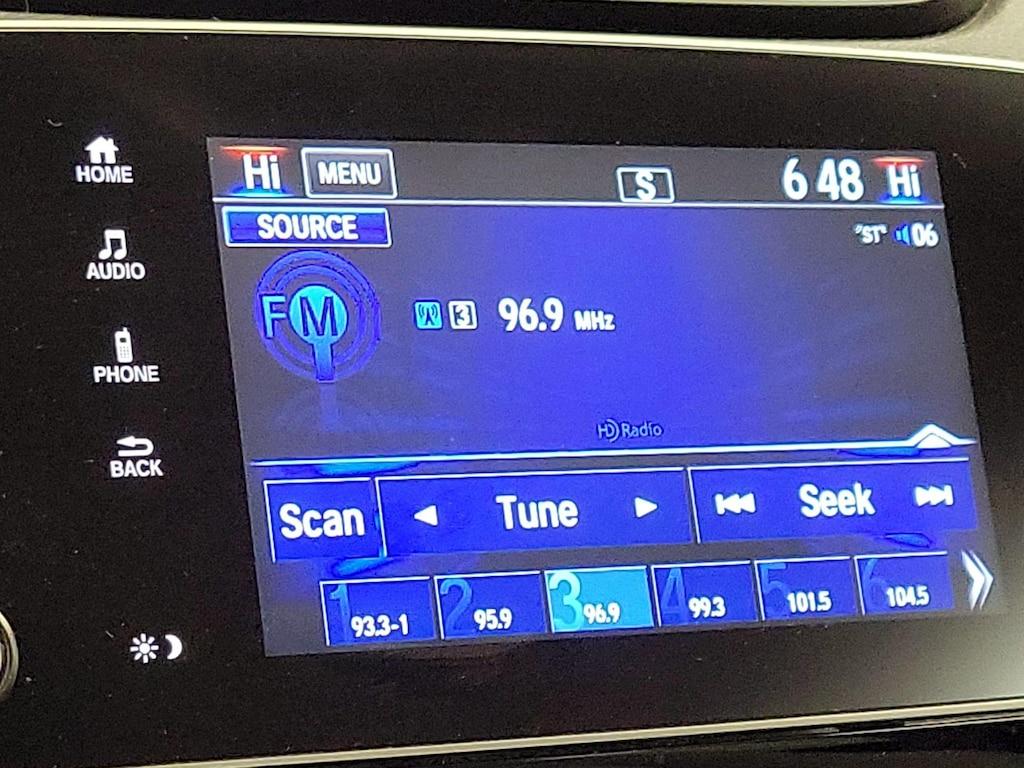 HOME
AUDIO
PHONE
BACK
Hi MENU S 6 48 Hi
SOURCE "ST" 06
FM 3 96.9 MHz
HD Radio
Scan Tune Seek
1 93.3-1 2 95.9 3 96.9 4 99.3 5 101.5 6 104.5